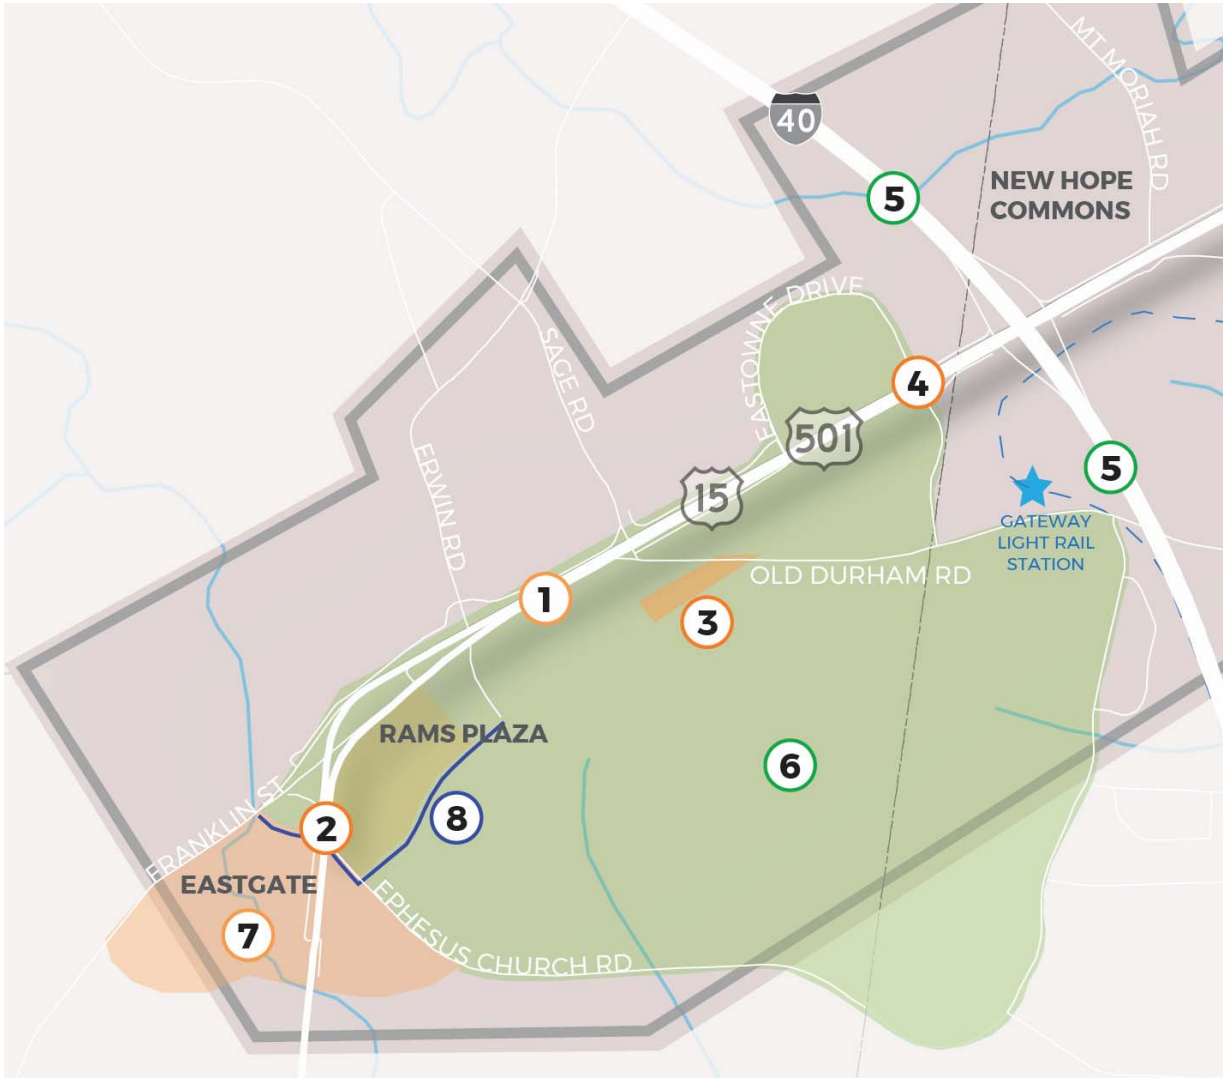 MT MORIAH RD
40
5
NEW HOPE
COMMONS
EASTOWNE DRIVE
SAGE RD
4
501
ERWIN RD
15
5
GATEWAY
LIGHT RAIL
STATION
OLD DURHAM RD
1
3
RAMS PLAZA
6
FRANKLIN ST.
8
2
EASTGATE
7
EPHESUS CHURCH RD